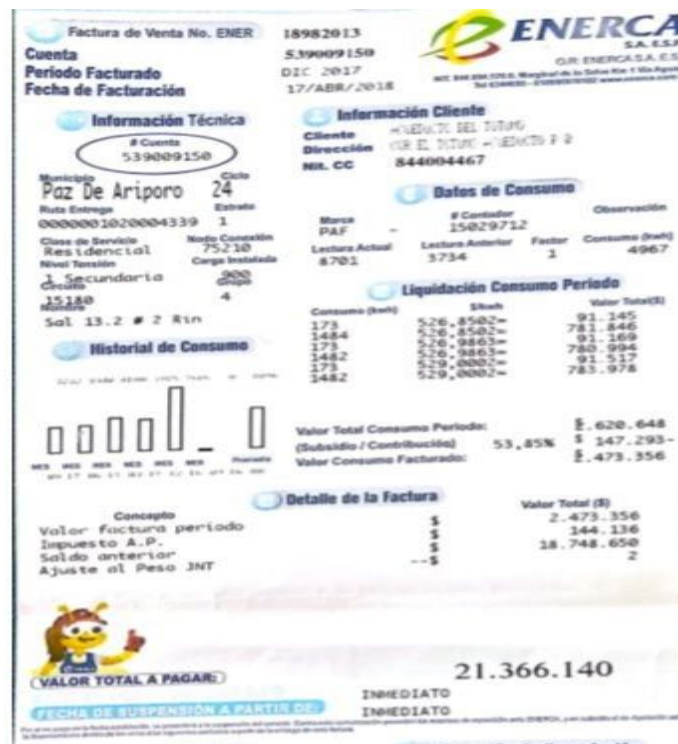 Factura de Venta No. ENER 18982013
Cuenta 539009150
Periodo Facturado DIC 2017
Fecha de Facturación 17/ABR/2018
ENERCA
S.A. E.S.P
Información Técnica
# Cuenta
539009150
Municipio Ciclo
Paz De Ariporo 24
Ruta Entrega Estrato
0000001020004339 1
Clase de Servicio Nodo Conexión
Residencial 75210
Nivel Tensión Carga Instalada
1 Secundaria 900
Circuito Grupo
15180 4
Nombre
Sal 13.2 # 2 Rin
Historial de Consumo
Promedio
Información Cliente
Cliente DEL TOTUMO
Dirección
Nit. CC 844004467
Datos de Consumo
Marca # Contador Observación
PAF - 15029712
Lectura Actual Lectura Anterior Factor Consumo (kwh)
8701 3734 1 4967
Liquidación Consumo Periodo
Consumo (kwh) $/kwh Valor Total($)
173 526,8502= 91.145
1484 526,8502= 781.846
173 526,9863= 91.169
1482 526,9863= 780.994
173 529,0002= 91.517
1482 529,0002= 783.978
Valor Total Consumo Periodo: $.620.648
(Subsidio / Contribución) 53,85% $ 147.293-
Valor Consumo Facturado: $.473.356
Detalle de la Factura
Concepto Valor Total ($)
Valor factura periodo $ 2.473.356
Impuesto A.P. $ 144.136
Saldo anterior $ 18.748.650
Ajuste al Peso JNT --$ 2
VALOR TOTAL A PAGAR: 21.366.140
INMEDIATO
FECHA DE SUSPENSIÓN A PARTIR DE: INMEDIATO